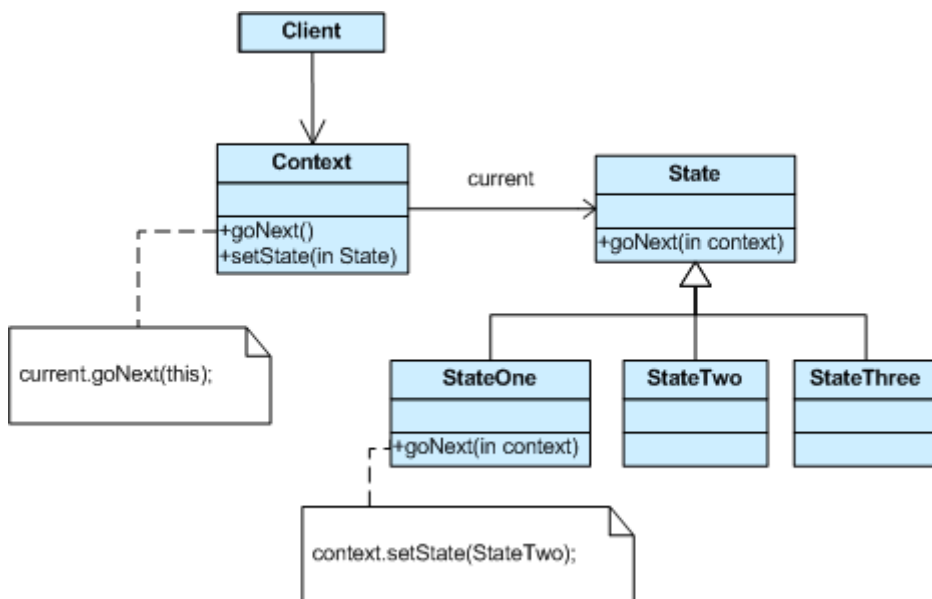 Client
Context
current
State
+goNext()
+setState(in State)
+goNext(in context)
current.goNext(this);
StateOne
StateTwo
StateThree
+goNext(in context)
context.setState(StateTwo);